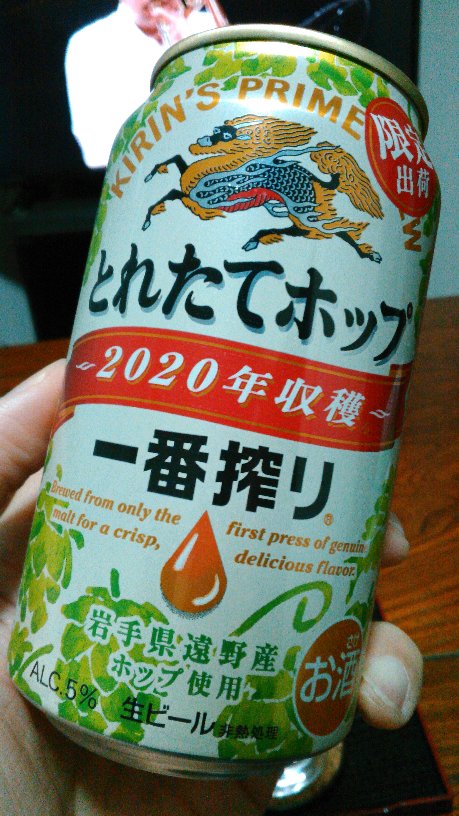 KIRIN'S PRIME
限定
出荷
とれたてホップ
~2020年収穫~
一番搾り®
Brewed from only the
malt for a crisp,
first press of genuine
delicious flavor.
岩手県遠野産
ホップ使用
ALC.5% 生ビール 非熱処理
さけ
お酒